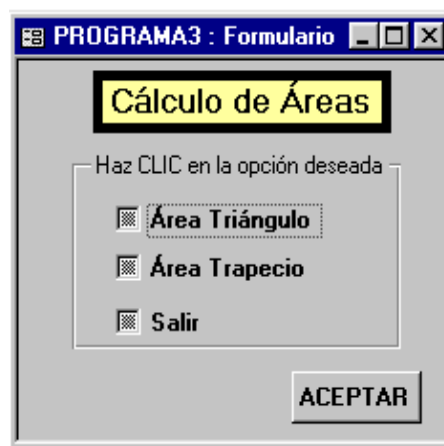 PROGRAMA3 : Formulario
Cálculo de Áreas
Haz CLIC en la opción deseada
Área Triángulo
Área Trapecio
Salir
ACEPTAR